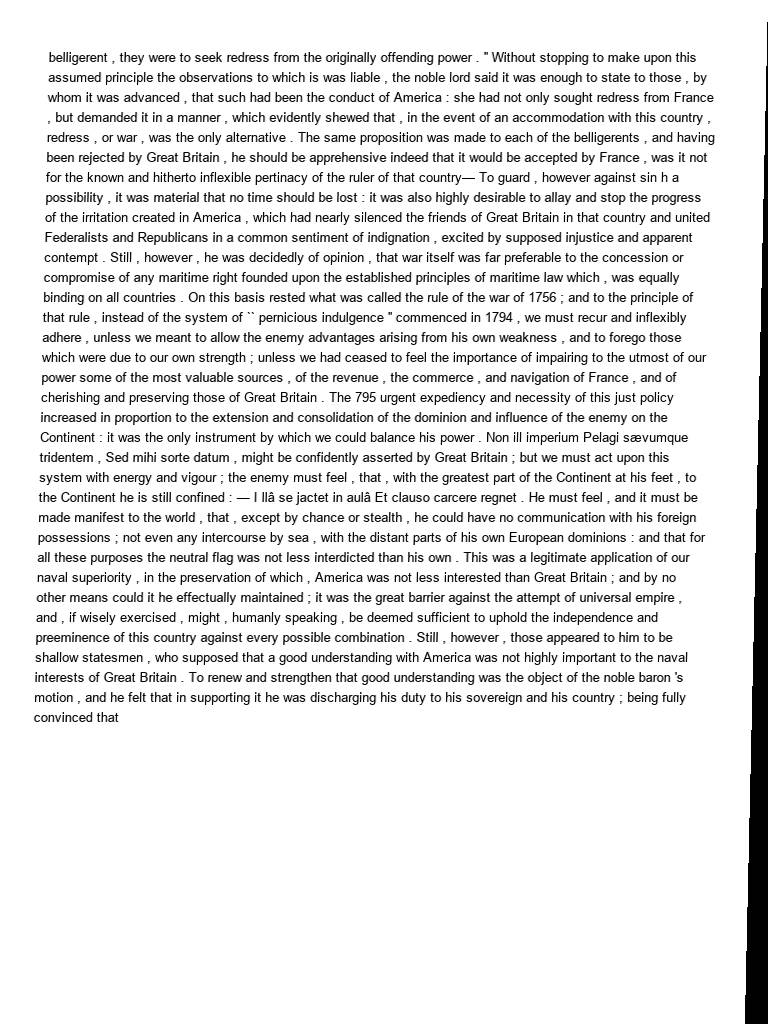 belligerent , they were to seek redress from the originally offending power . '' Without stopping to make upon this
assumed principle the observations to which is was liable , the noble lord said it was enough to state to those , by
whom it was advanced , that such had been the conduct of America : she had not only sought redress from France
, but demanded it in a manner , which evidently shewed that , in the event of an accommodation with this country ,
redress , or war , was the only alternative . The same proposition was made to each of the belligerents , and having
been rejected by Great Britain , he should be apprehensive indeed that it would be accepted by France , was it not
for the known and hitherto inflexible pertinacy of the ruler of that country— To guard , however against sin h a
possibility , it was material that no time should be lost : it was also highly desirable to allay and stop the progress
of the irritation created in America , which had nearly silenced the friends of Great Britain in that country and united
Federalists and Republicans in a common sentiment of indignation , excited by supposed injustice and apparent
contempt . Still , however , he was decidedly of opinion , that war itself was far preferable to the concession or
compromise of any maritime right founded upon the established principles of maritime law which , was equally
binding on all countries . On this basis rested what was called the rule of the war of 1756 ; and to the principle of
that rule , instead of the system of `` pernicious indulgence '' commenced in 1794 , we must recur and inflexibly
adhere , unless we meant to allow the enemy advantages arising from his own weakness , and to forego those
which were due to our own strength ; unless we had ceased to feel the importance of impairing to the utmost of our
power some of the most valuable sources , of the revenue , the commerce , and navigation of France , and of
cherishing and preserving those of Great Britain . The 795 urgent expediency and necessity of this just policy
increased in proportion to the extension and consolidation of the dominion and influence of the enemy on the
Continent : it was the only instrument by which we could balance his power . Non ill imperium Pelagi sævumque
tridentem , Sed mihi sorte datum , might be confidently asserted by Great Britain ; but we must act upon this
system with energy and vigour ; the enemy must feel , that , with the greatest part of the Continent at his feet , to
the Continent he is still confined : — I llâ se jactet in aulâ Et clauso carcere regnet . He must feel , and it must be
made manifest to the world , that , except by chance or stealth , he could have no communication with his foreign
possessions ; not even any intercourse by sea , with the distant parts of his own European dominions : and that for
all these purposes the neutral flag was not less interdicted than his own . This was a legitimate application of our
naval superiority , in the preservation of which , America was not less interested than Great Britain ; and by no
other means could it he effectually maintained ; it was the great barrier against the attempt of universal empire ,
and , if wisely exercised , might , humanly speaking , be deemed sufficient to uphold the independence and
preeminence of this country against every possible combination . Still , however , those appeared to him to be
shallow statesmen , who supposed that a good understanding with America was not highly important to the naval
interests of Great Britain . To renew and strengthen that good understanding was the object of the noble baron 's
motion , and he felt that in supporting it he was discharging his duty to his sovereign and his country ; being fully
convinced that